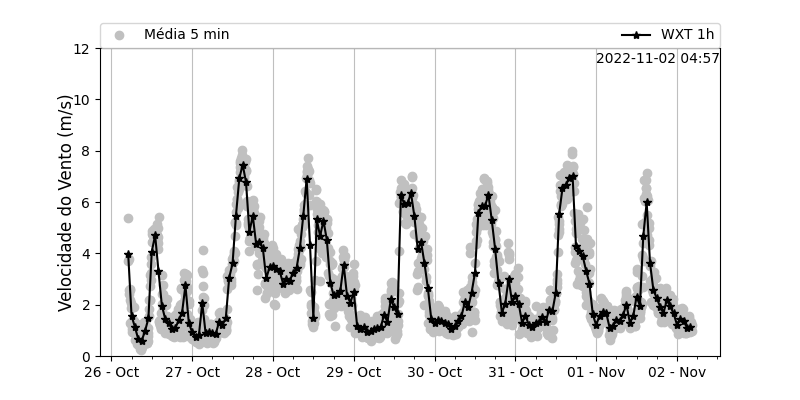 Média 5 min
WXT 1h
2022-11-02 04:57
Velocidade do Vento (m/s)
12
10
8
6
4
2
0
26 - Oct
27 - Oct
28 - Oct
29 - Oct
30 - Oct
31 - Oct
01 - Nov
02 - Nov